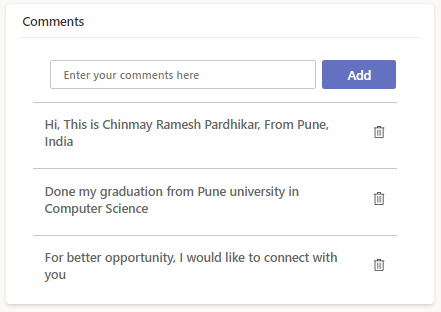 Comments
Enter your comments here
Add
Hi, This is Chinmay Ramesh Pardhikar, From Pune,
India
Done my graduation from Pune university in
Computer Science
For better opportunity, I would like to connect with
you